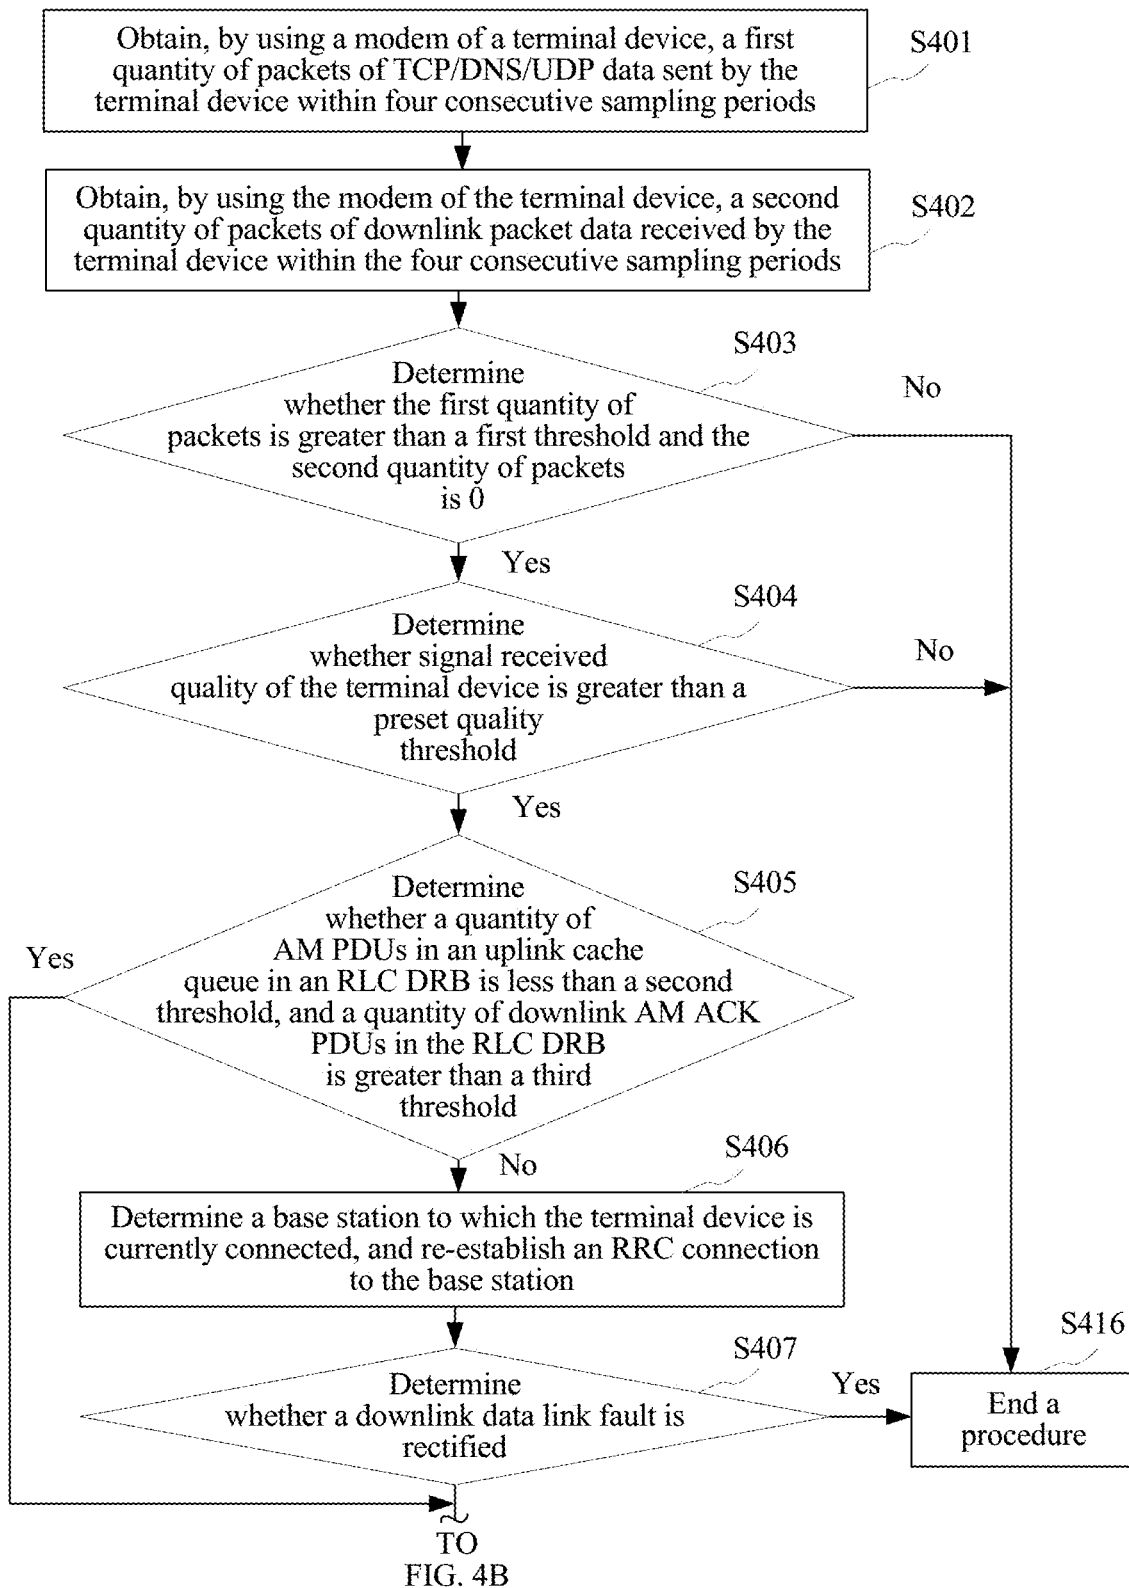 Obtain, by using a modem of a terminal device, a first
quantity of packets of TCP/DNS/UDP data sent by the
terminal device within four consecutive sampling periods
S401
Obtain, by using the modem of the terminal device, a second
quantity of packets of downlink packet data received by the
terminal device within the four consecutive sampling periods
S402
S403
Determine
whether the first quantity of
packets is greater than a first threshold and the
second quantity of packets
is 0
No
Yes
S404
Determine
whether signal received
quality of the terminal device is greater than a
preset quality
threshold
No
Yes
S405
Determine
whether a quantity of
AM PDUs in an uplink cache
queue in an RLC DRB is less than a second
threshold, and a quantity of downlink AM ACK
PDUs in the RLC DRB
is greater than a third
threshold
Yes
No
S406
Determine a base station to which the terminal device is
currently connected, and re-establish an RRC connection
to the base station
S407
Determine
whether a downlink data link fault is
rectified
Yes
S416
End a
procedure
TO
FIG. 4B